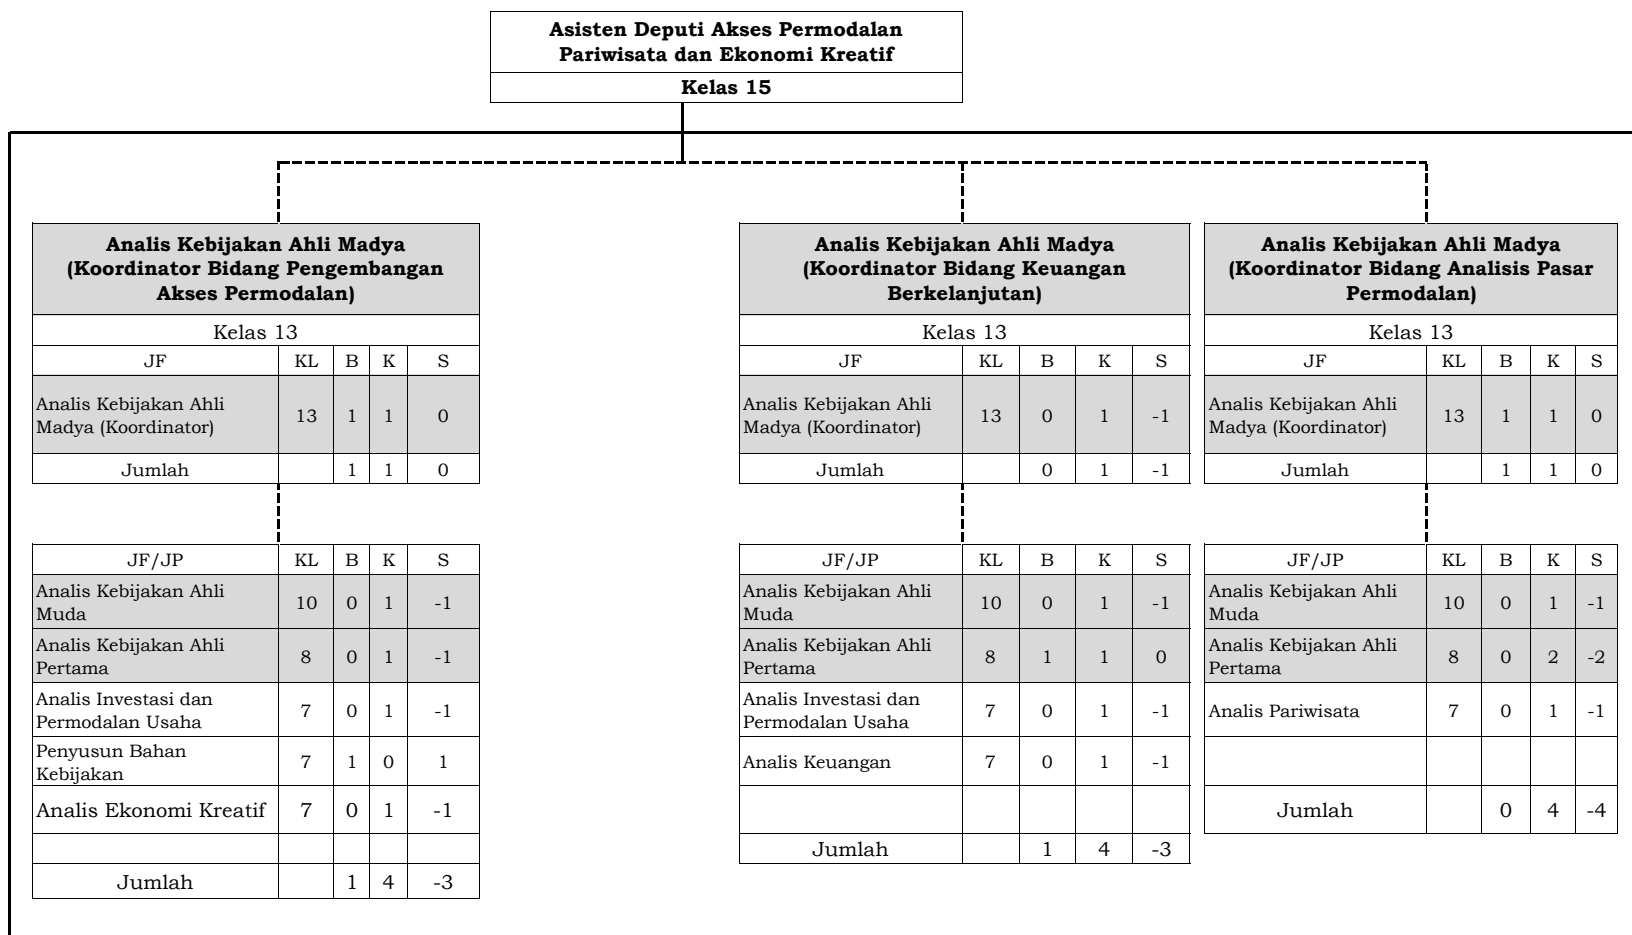 Asisten Deputi Akses Permodalan
Pariwisata dan Ekonomi Kreatif
Kelas 15
Analis Kebijakan Ahli Madya
(Koordinator Bidang Pengembangan
Akses Permodalan)
Kelas 13
JF KL B K S
Analis Kebijakan Ahli
Madya (Koordinator) 13 1 1 0
Jumlah 1 1 0
JF/JP KL B K S
Analis Kebijakan Ahli
Muda 10 0 1 -1
Analis Kebijakan Ahli
Pertama 8 0 1 -1
Analis Investasi dan
Permodalan Usaha 7 0 1 -1
Penyusun Bahan
Kebijakan 7 1 0 1
Analis Ekonomi Kreatif 7 0 1 -1
Jumlah 1 4 -3
Analis Kebijakan Ahli Madya
(Koordinator Bidang Keuangan
Berkelanjutan)
Kelas 13
JF KL B K S
Analis Kebijakan Ahli
Madya (Koordinator) 13 0 1 -1
Jumlah 0 1 -1
JF/JP KL B K S
Analis Kebijakan Ahli
Muda 10 0 1 -1
Analis Kebijakan Ahli
Pertama 8 1 1 0
Analis Investasi dan
Permodalan Usaha 7 0 1 -1
Analis Keuangan 7 0 1 -1
Jumlah 1 4 -3
Analis Kebijakan Ahli Madya
(Koordinator Bidang Analisis Pasar
Permodalan)
Kelas 13
JF KL B K S
Analis Kebijakan Ahli
Madya (Koordinator) 13 1 1 0
Jumlah 1 1 0
JF/JP KL B K S
Analis Kebijakan Ahli
Muda 10 0 1 -1
Analis Kebijakan Ahli
Pertama 8 0 2 -2
Analis Pariwisata 7 0 1 -1
Jumlah 0 4 -4